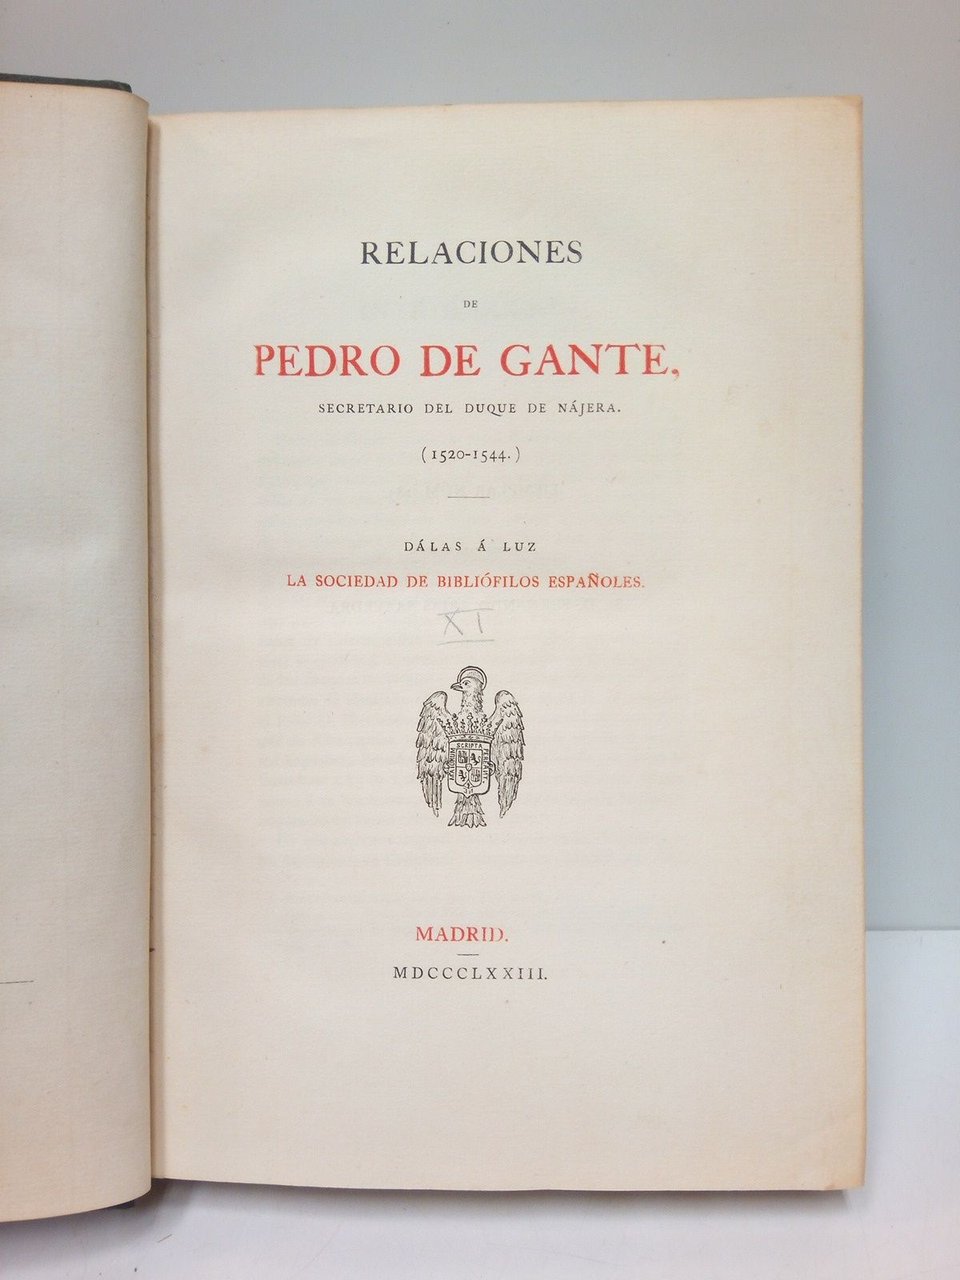 RELACIONES
DE
PEDRO DE GANTE,
SECRETARIO DEL DUQUE DE NÁJERA.
(1520-1544.)
DÁLAS Á LUZ
LA SOCIEDAD DE BIBLIÓFILOS ESPAÑOLES.
XI
SCRIPTA
MADRID.
MDCCCLXXIII.